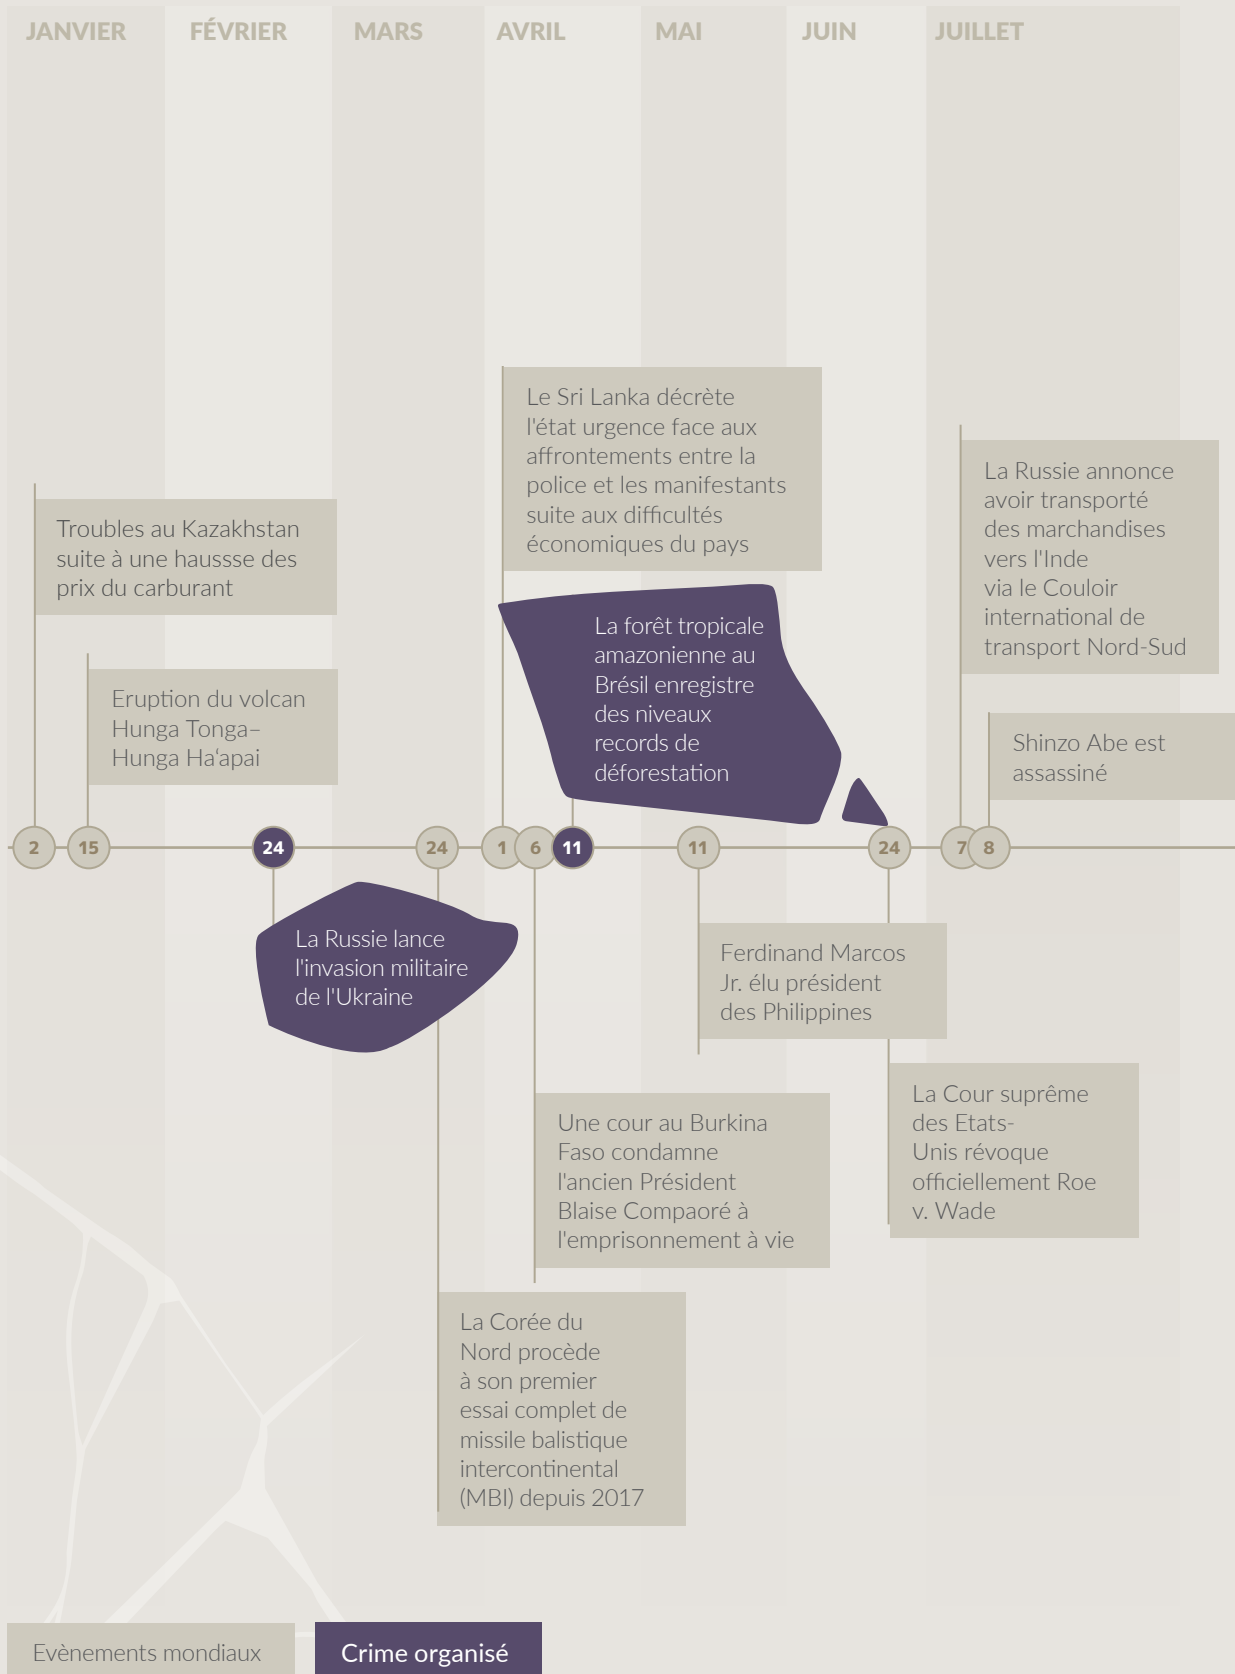 JANVIER
FÉVRIER
MARS
AVRIL
MAI
JUIN
JUILLET
Le Sri Lanka décrète
l'état urgence face aux
affrontements entre la
police et les manifestants
suite aux difficultés
économiques du pays
La Russie annonce
avoir transporté
des marchandises
vers l'Inde
via le Couloir
international de
transport Nord-Sud
Troubles au Kazakhstan
suite à une haussse des
prix du carburant
La forêt tropicale
amazonienne au
Brésil enregistre
des niveaux
records de
déforestation
Eruption du volcan
Hunga Tonga–
Hunga Ha‘apai
Shinzo Abe est
assassiné
2
15
24
24
1
6
11
11
24
7
8
La Russie lance
l'invasion militaire
de l'Ukraine
Ferdinand Marcos
Jr. élu président
des Philippines
La Cour suprême
des Etats-
Unis révoque
officiellement Roe
v. Wade
Une cour au Burkina
Faso condamne
l'ancien Président
Blaise Compaoré à
l'emprisonnement à vie
La Corée du
Nord procède
à son premier
essai complet de
missile balistique
intercontinental
(MBI) depuis 2017
Evènements mondiaux
Crime organisé